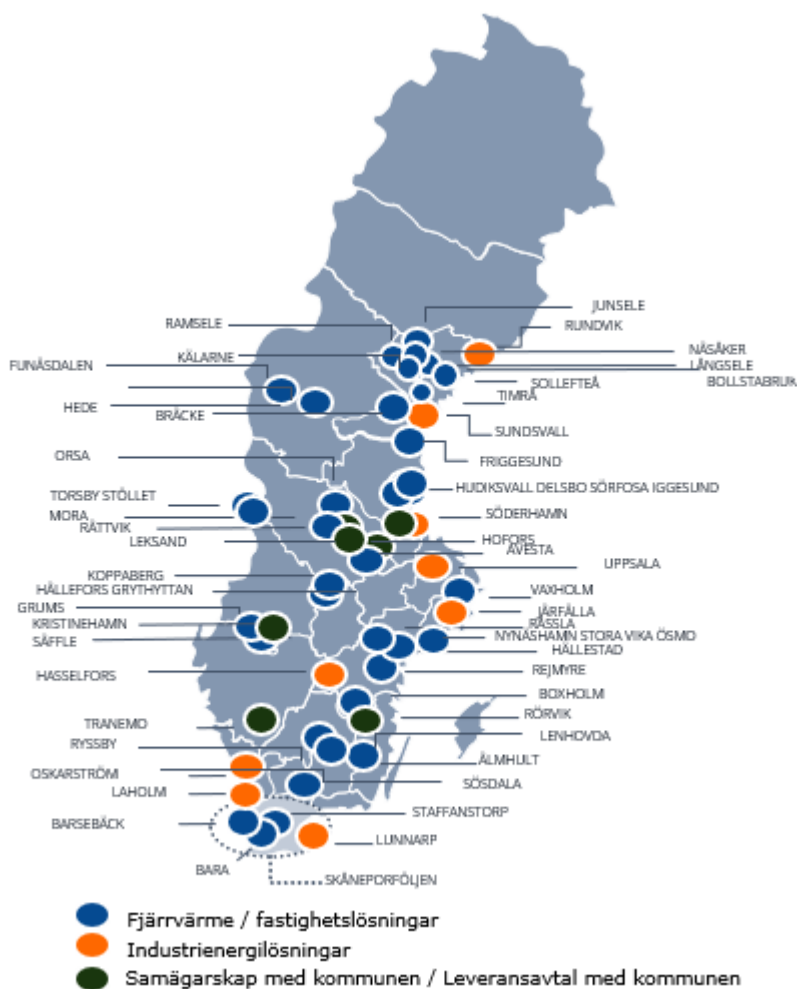 JUNSELE
RAMSELE
RUNDVIK
NÄSÅKER
KÄLARNE
FUNÄSDALEN
LÅNGSELE
BOLLSTABRUK
SOLLEFTEÅ
TIMRÅ
HEDE
BRÄCKE
SUNDSVALL
ORSA
FRIGGESUND
HUDIKSVALL DELSBO SÖRFOSA IGGESUND
TORSBY STÖLLET
MORA
SÖDERHAMN
RÄTTVIK
LEKSAND
HOFORS
AVESTA
UPPSALA
KOPPABERG
HÄLLEFORS GRYTHYTTAN
VAXHOLM
GRUMS
JÄRFÄLLA
KRISTINEHAMN
RÅSSLA
NYNÄSHAMN STORA VIKA ÖSMO
SÄFFLE
HÄLLESTAD
HASSELFORS
REJMYRE
BOXHOLM
RÖRVIK
TRANEMO
LENHOVDA
RYSSBY
ÄLMHULT
OSKARSTRÖM
SÖSDALA
LAHOLM
STAFFANSTORP
BARSEBÄCK
LUNNARP
BARA
SKÅNEPORFÖLJEN
Fjärrvärme / fastighetslösningar
Industrienergilösningar
Samägarskap med kommunen / Leveransavtal med kommunen